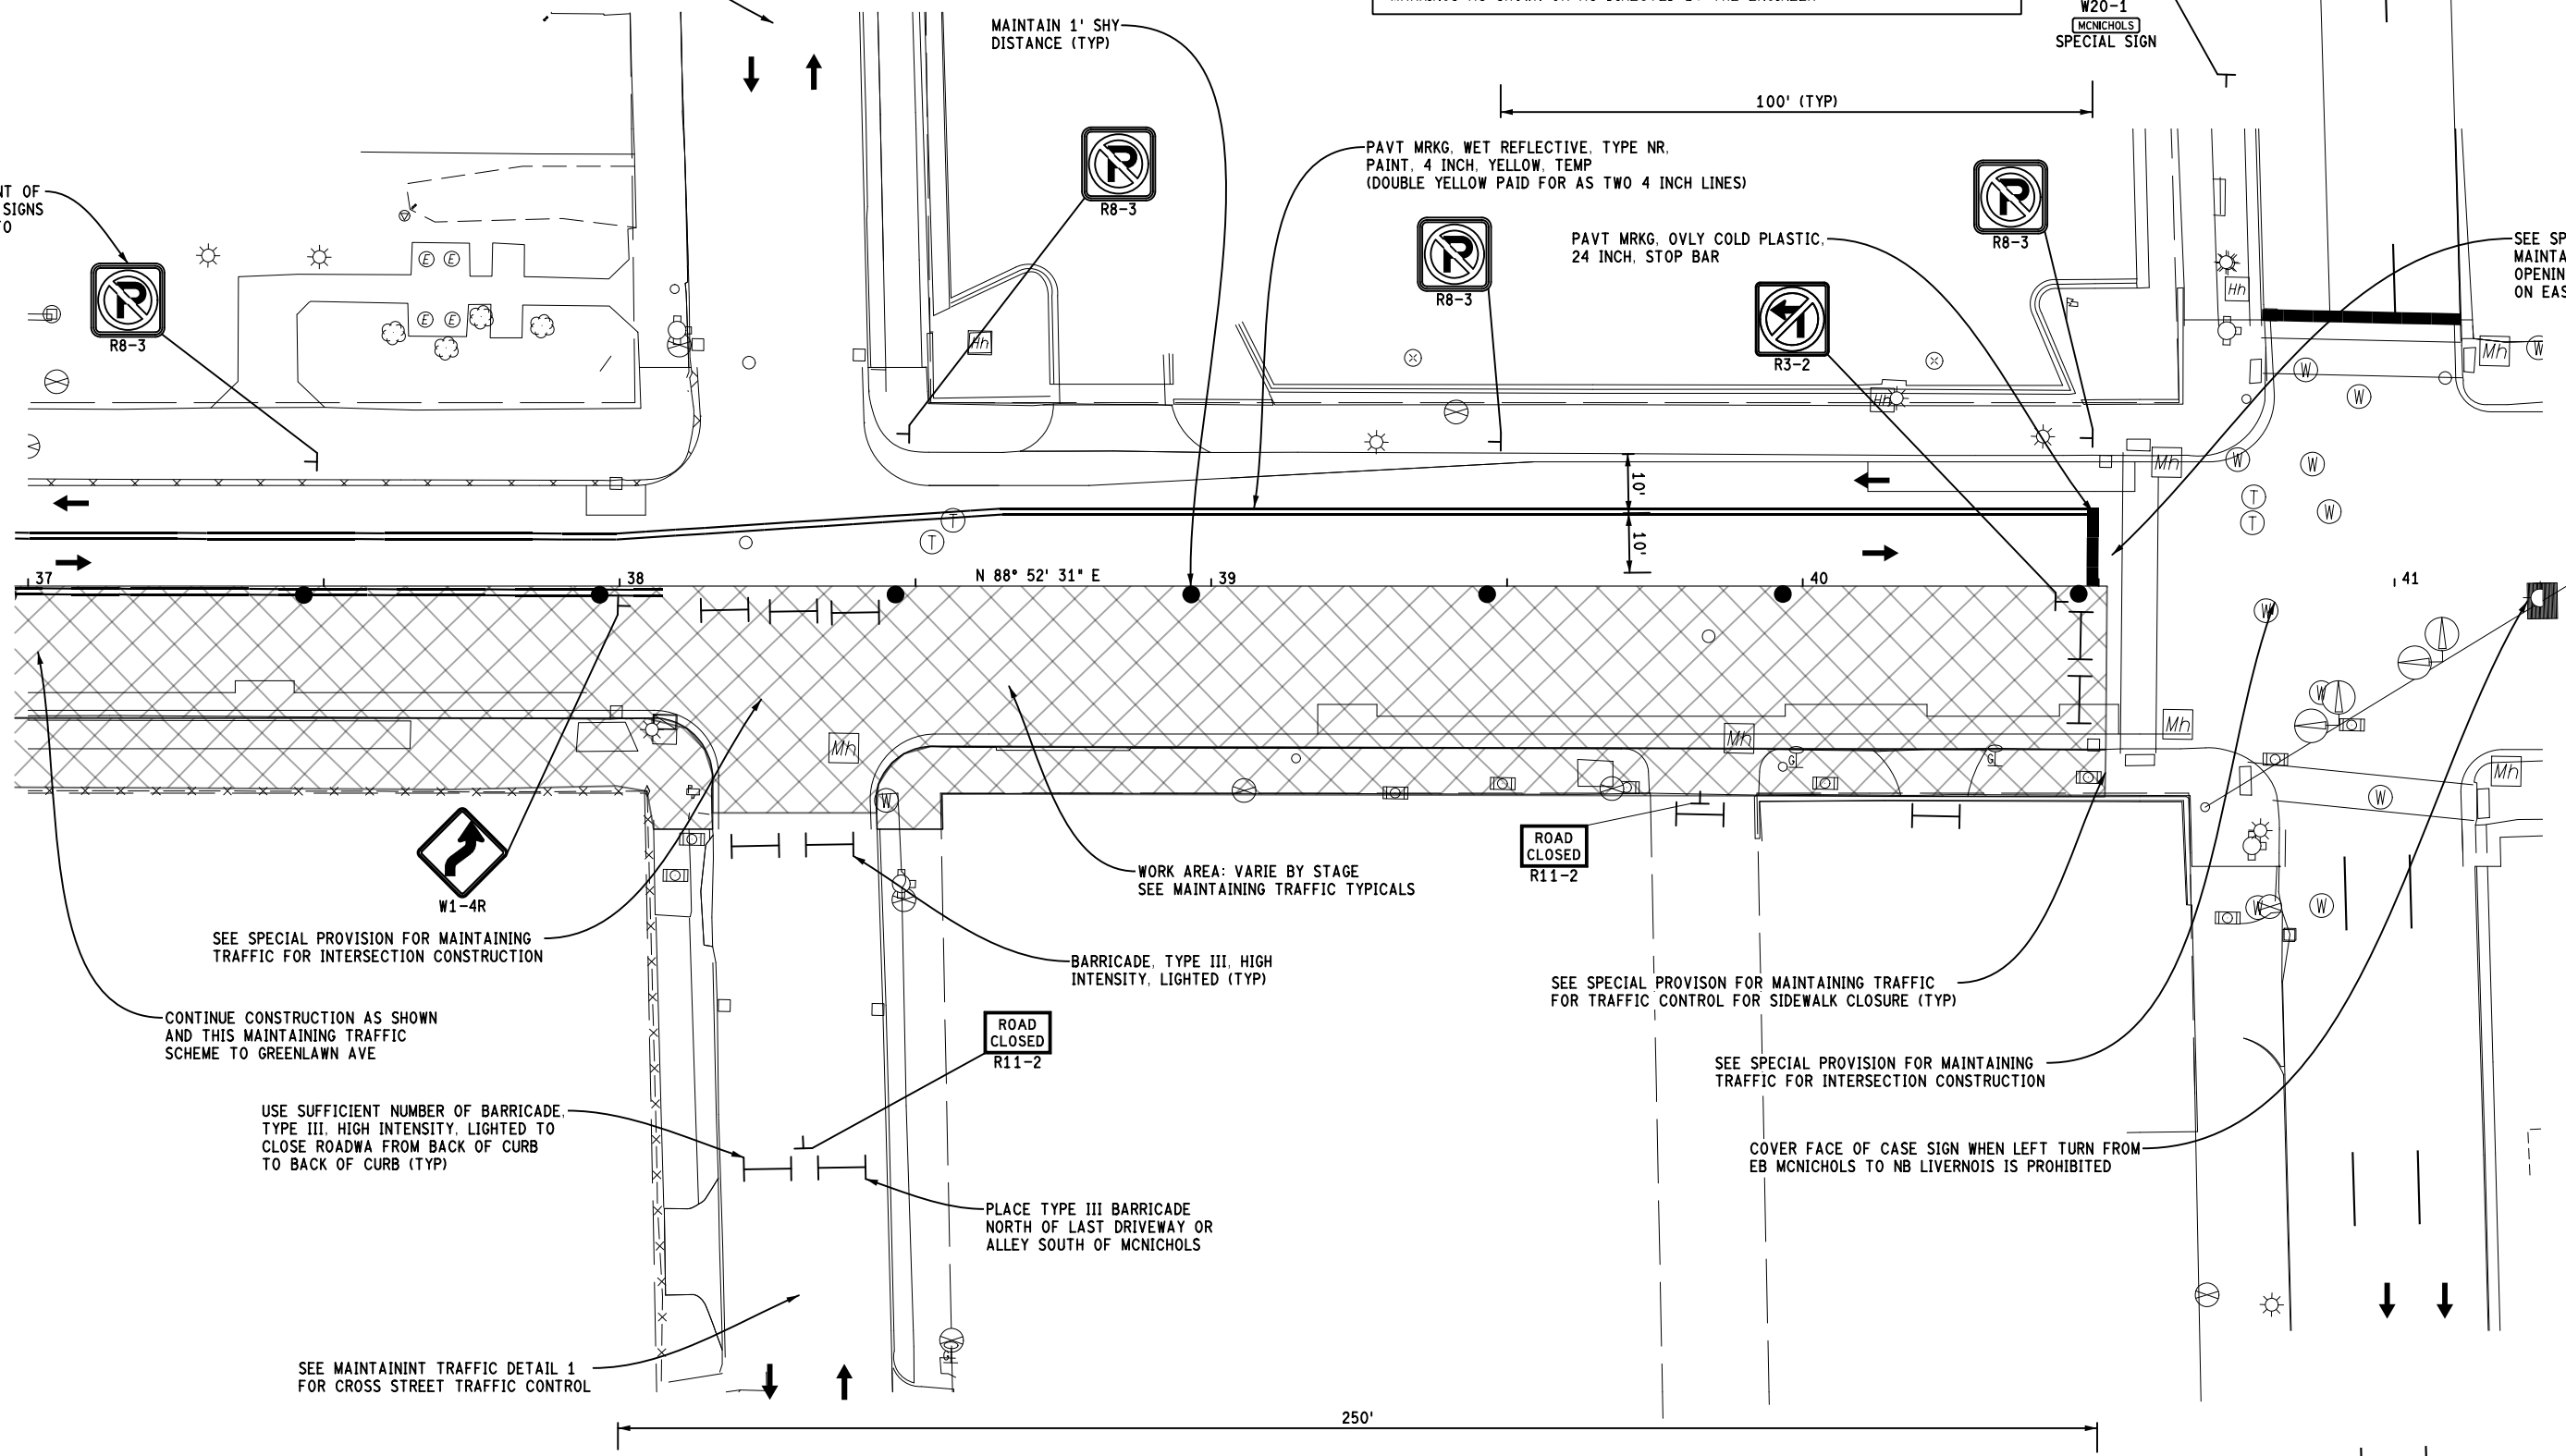 MAINTAIN 1' SHY
DISTANCE (TYP)
W20-1
MCNICHOLS
SPECIAL SIGN
100' (TYP)
PAVT MRKG, WET REFLECTIVE, TYPE NR,
PAINT, 4 INCH, YELLOW, TEMP
(DOUBLE YELLOW PAID FOR AS TWO 4 INCH LINES)
OF
SIGNS
R8-3
R8-3
R8-3
R8-3
PAVT MRKG, OVLY COLD PLASTIC,
24 INCH, STOP BAR
R3-2
SEE
OPENIN
ON EAS
E E
E E
Hh
Hh
Hh
Mh
W
W
W
W
W
W
Mh
T
T
T
T
10'
10'
37
38
N 88° 52' 31" E
39
40
41
W
W
Mh
Mh
Mh
Mh
W
W
W
W
G
G
W1-4R
ROAD
CLOSED
R11-2
WORK AREA: VARIE BY STAGE
SEE MAINTAINING TRAFFIC TYPICALS
SEE SPECIAL PROVISION FOR MAINTAINING
TRAFFIC FOR INTERSECTION CONSTRUCTION
BARRICADE, TYPE III, HIGH
INTENSITY, LIGHTED (TYP)
SEE SPECIAL PROVISON FOR MAINTAINING TRAFFIC
FOR TRAFFIC CONTROL FOR SIDEWALK CLOSURE (TYP)
CONTINUE CONSTRUCTION AS SHOWN
AND THIS MAINTAINING TRAFFIC
SCHEME TO GREENLAWN AVE
ROAD
CLOSED
R11-2
SEE SPECIAL PROVISION FOR MAINTAINING
TRAFFIC FOR INTERSECTION CONSTRUCTION
USE SUFFICIENT NUMBER OF BARRICADE,
TYPE III, HIGH INTENSITY, LIGHTED TO
CLOSE ROADWA FROM BACK OF CURB
TO BACK OF CURB (TYP)
COVER FACE OF CASE SIGN WHEN LEFT TURN FROM
EB MCNICHOLS TO NB LIVERNOIS IS PROHIBITED
PLACE TYPE III BARRICADE
NORTH OF LAST DRIVEWAY OR
ALLEY SOUTH OF MCNICHOLS
SEE MAINTAININT TRAFFIC DETAIL 1
FOR CROSS STREET TRAFFIC CONTROL
250'